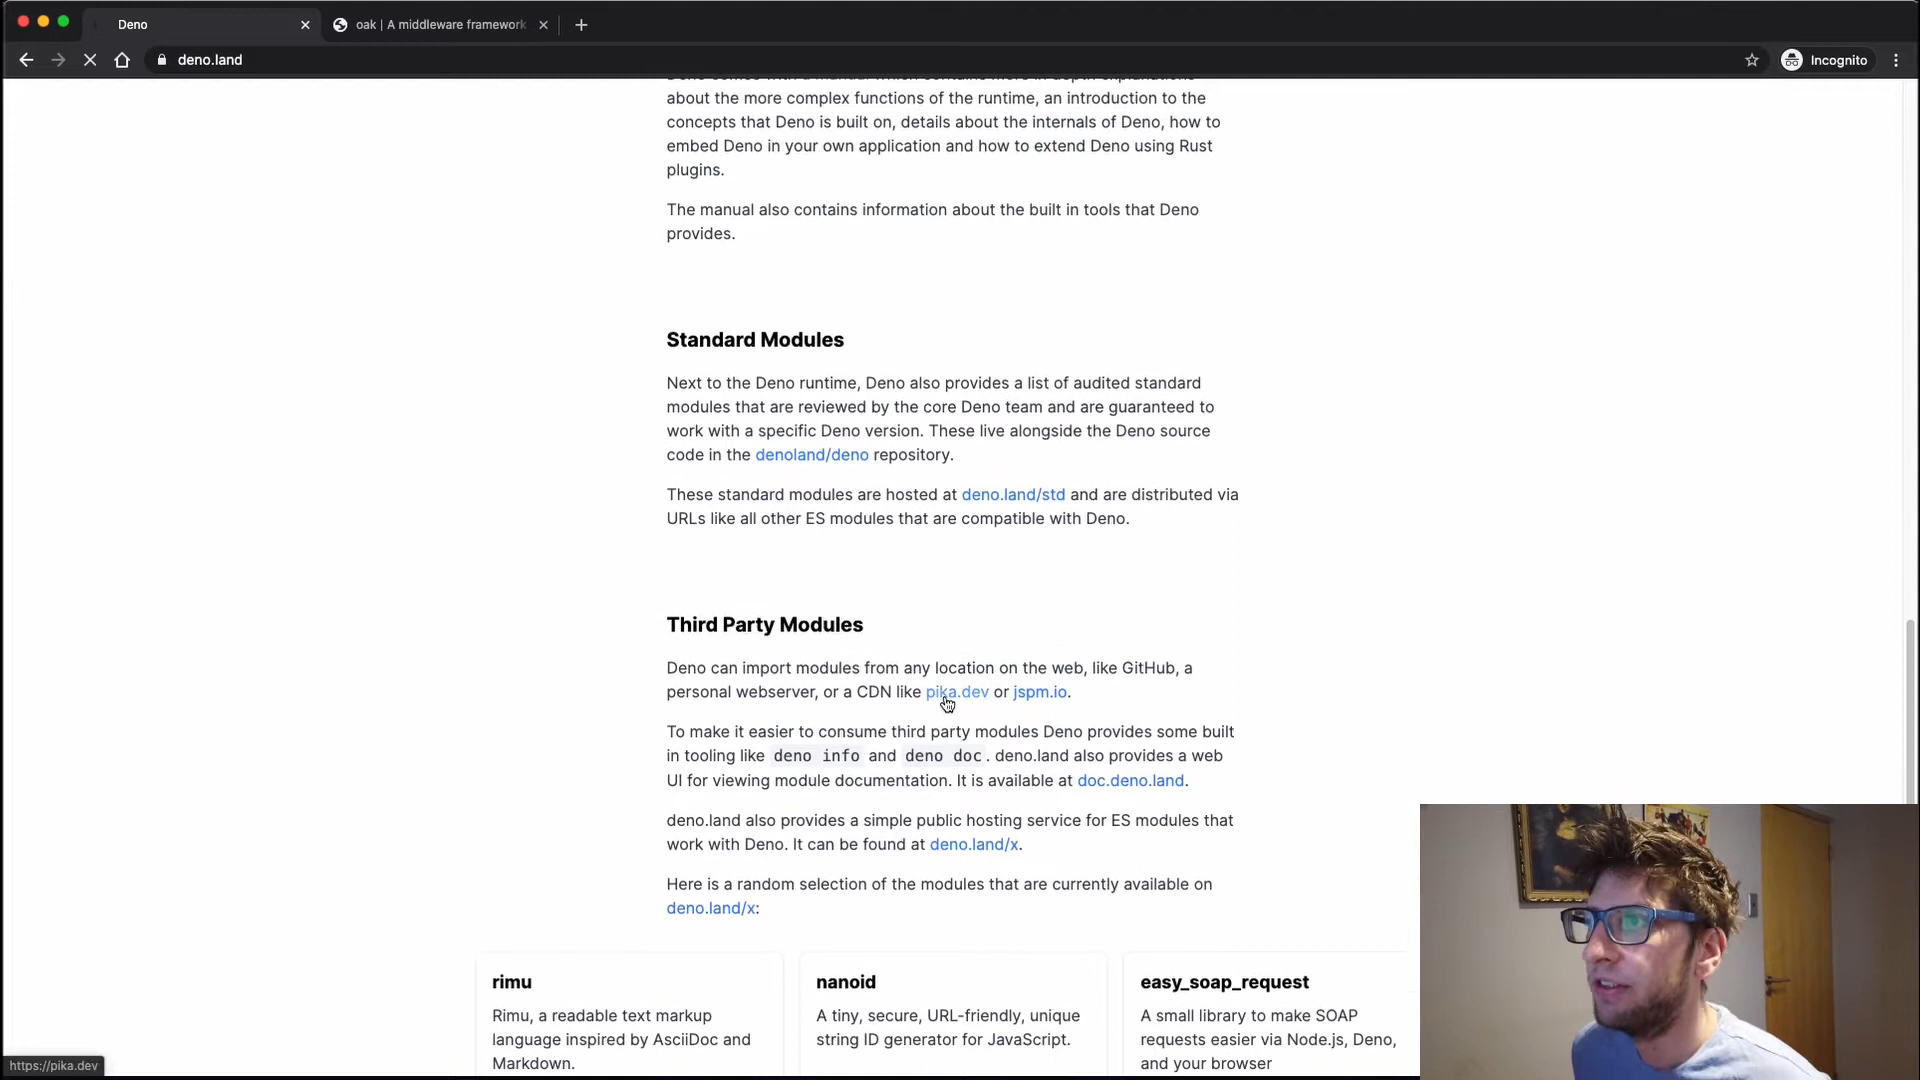 Deno
oak | A middleware framework
deno.land
Incognito
about the more complex functions of the runtime, an introduction to the
concepts that Deno is built on, details about the internals of Deno, how to
embed Deno in your own application and how to extend Deno using Rust
plugins.
The manual also contains information about the built in tools that Deno
provides.
Standard Modules
Next to the Deno runtime, Deno also provides a list of audited standard
modules that are reviewed by the core Deno team and are guaranteed to
work with a specific Deno version. These live alongside the Deno source
code in the denoland/deno repository.
These standard modules are hosted at deno.land/std and are distributed via
URLs like all other ES modules that are compatible with Deno.
Third Party Modules
Deno can import modules from any location on the web, like GitHub, a
personal webserver, or a CDN like pika.dev or jspm.io.
To make it easier to consume third party modules Deno provides some built
in tooling like deno info and deno doc. deno.land also provides a web
UI for viewing module documentation. It is available at doc.deno.land.
deno.land also provides a simple public hosting service for ES modules that
work with Deno. It can be found at deno.land/x.
Here is a random selection of the modules that are currently available on
deno.land/x:
rimu
Rimu, a readable text markup
language inspired by AsciiDoc and
Markdown.
nanoid
A tiny, secure, URL-friendly, unique
string ID generator for JavaScript.
easy_soap_request
A small library to make SOAP
requests easier via Node.js, Deno,
and your browser
https://pika.dev